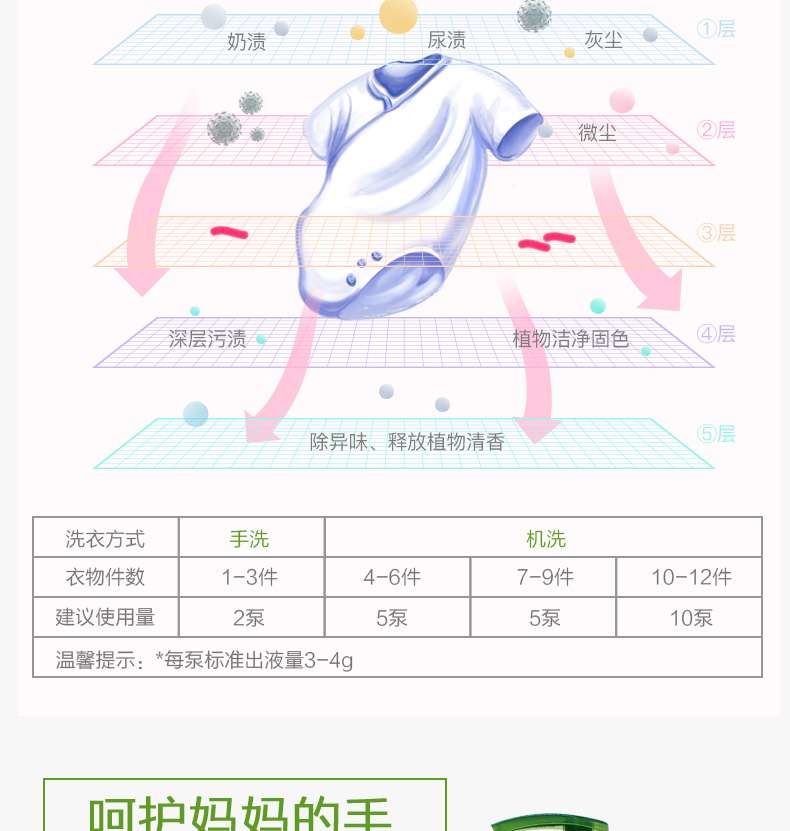 奶渍 尿渍 灰尘 ①层
微尘 ②层
③层
深层污渍 植物洁净固色 ④层
除异味、释放植物清香 ⑤层
洗衣方式 手洗 机洗
衣物件数 1-3件 4-6件 7-9件 10-12件
建议使用量 2泵 5泵 5泵 10泵
温馨提示：*每泵标准出液量3-4g
呵护妈妈的手